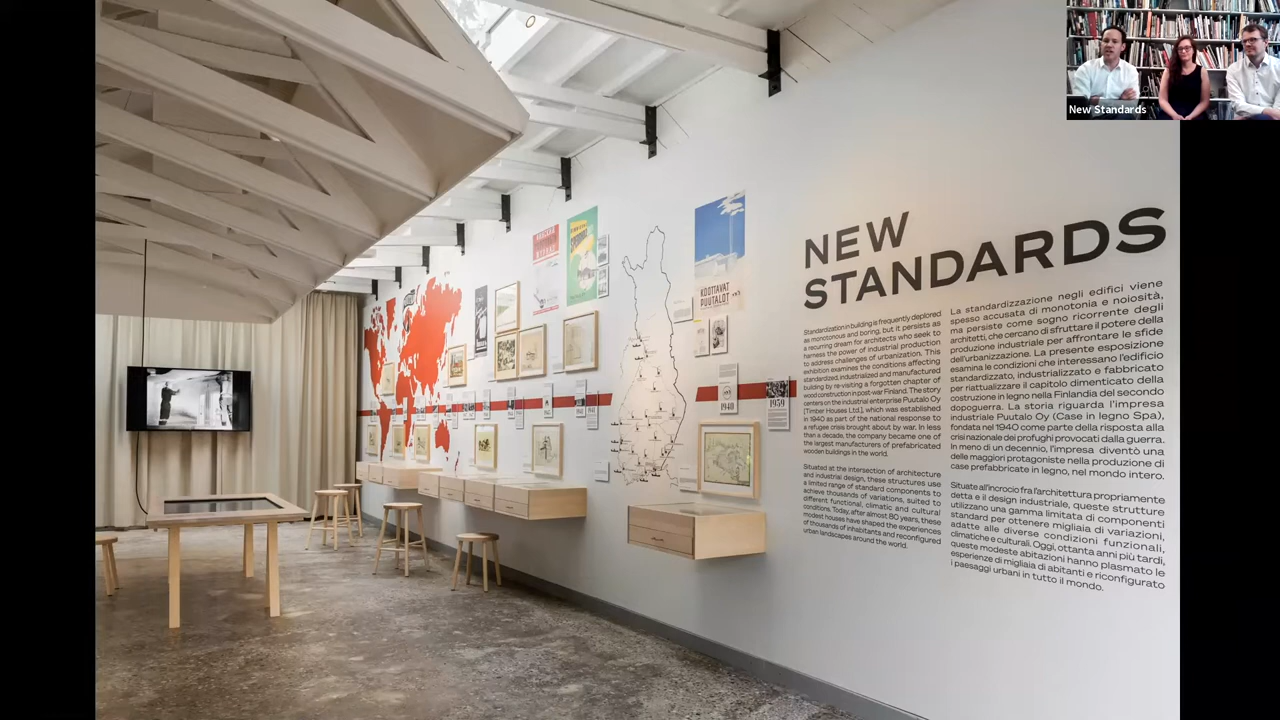 New Standards
NEW
STANDARDS
Standardization in building is frequently deplored
as monotonous and boring, but it persists as
a recurring dream for architects who seek to
harness the power of industrial production
to address challenges of urbanization. This
exhibition examines the conditions affecting
standardized, industrialized and manufactured
building by re-visiting a forgotten chapter of
wood construction in post-war Finland. The story
centers on the industrial enterprise Puutalo Oy
[Timber Houses Ltd.], which was established
in 1940 as part of the national response to
a refugee crisis brought about by war. In less
than a decade, the company became one of
the largest manufacturers of prefabricated
wooden buildings in the world.
Situated at the intersection of architecture
and industrial design, these structures use
a limited range of standard components to
achieve thousands of variations, suited to
different functional, climatic and cultural
conditions. Today, after almost 80 years, these
modest houses have shaped the experiences
of thousands of inhabitants and reconfigured
urban landscapes around the world.
La standardizzazione negli edifici viene
spesso accusata di monotonia e noiosità,
ma persiste come sogno ricorrente degli
architetti, che cercano di sfruttare il potere della
produzione industriale per affrontare le sfide
dell'urbanizzazione. La presente esposizione
esamina le condizioni che interessano l'edificio
standardizzato, industrializzato e fabbricato
per riattualizzare il capitolo dimenticato della
costruzione in legno nella Finlandia del secondo
dopoguerra. La storia riguarda l'impresa
industriale Puutalo Oy (Case in legno Spa),
fondata nel 1940 come parte della risposta alla
crisi nazionale dei profughi provocati dalla guerra.
In meno di un decennio, l'impresa diventò una
delle maggiori protagoniste nella produzione di
case prefabbricate in legno, nel mondo intero.
Situate all'incrocio fra l'architettura propriamente
detta e il design industriale, queste strutture
utilizzano una gamma limitata di componenti
standard per ottenere migliaia di variazioni,
adatte alle diverse condizioni funzionali,
climatiche e culturali. Oggi, ottanta anni più tardi,
queste modeste abitazioni hanno plasmato le
esperienze di migliaia di abitanti e riconfigurato
i paesaggi urbani in tutto il mondo.
KOOTTAVAT
PUUTALOT
1940
1959